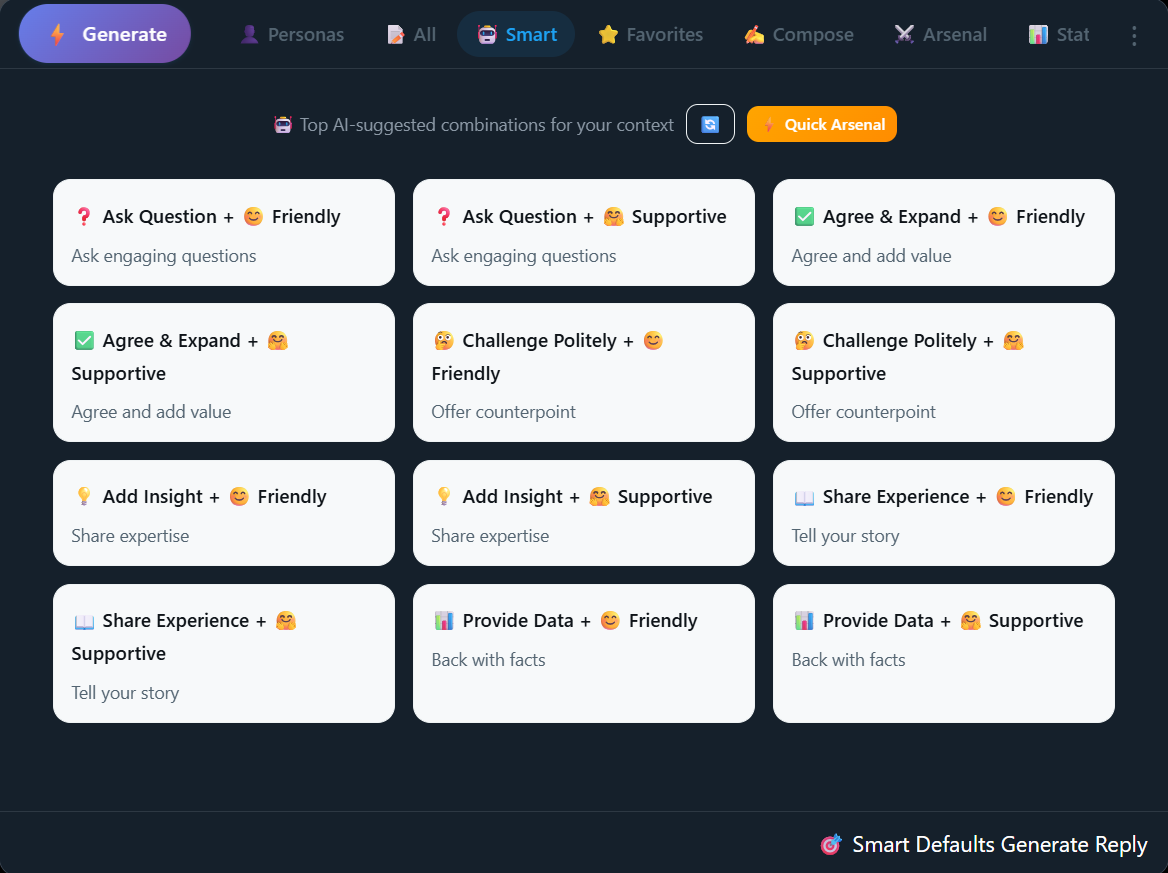 Generate
Personas
All
Smart
Favorites
Compose
Arsenal
Stat
Top AI-suggested combinations for your context
Quick Arsenal
Ask Question + Friendly
Ask engaging questions
Ask Question + Supportive
Ask engaging questions
Agree & Expand + Friendly
Agree and add value
Agree & Expand +
Supportive
Agree and add value
Challenge Politely +
Friendly
Offer counterpoint
Challenge Politely +
Supportive
Offer counterpoint
Add Insight + Friendly
Share expertise
Add Insight + Supportive
Share expertise
Share Experience + Friendly
Tell your story
Share Experience +
Supportive
Tell your story
Provide Data + Friendly
Back with facts
Provide Data + Supportive
Back with facts
Smart Defaults Generate Reply